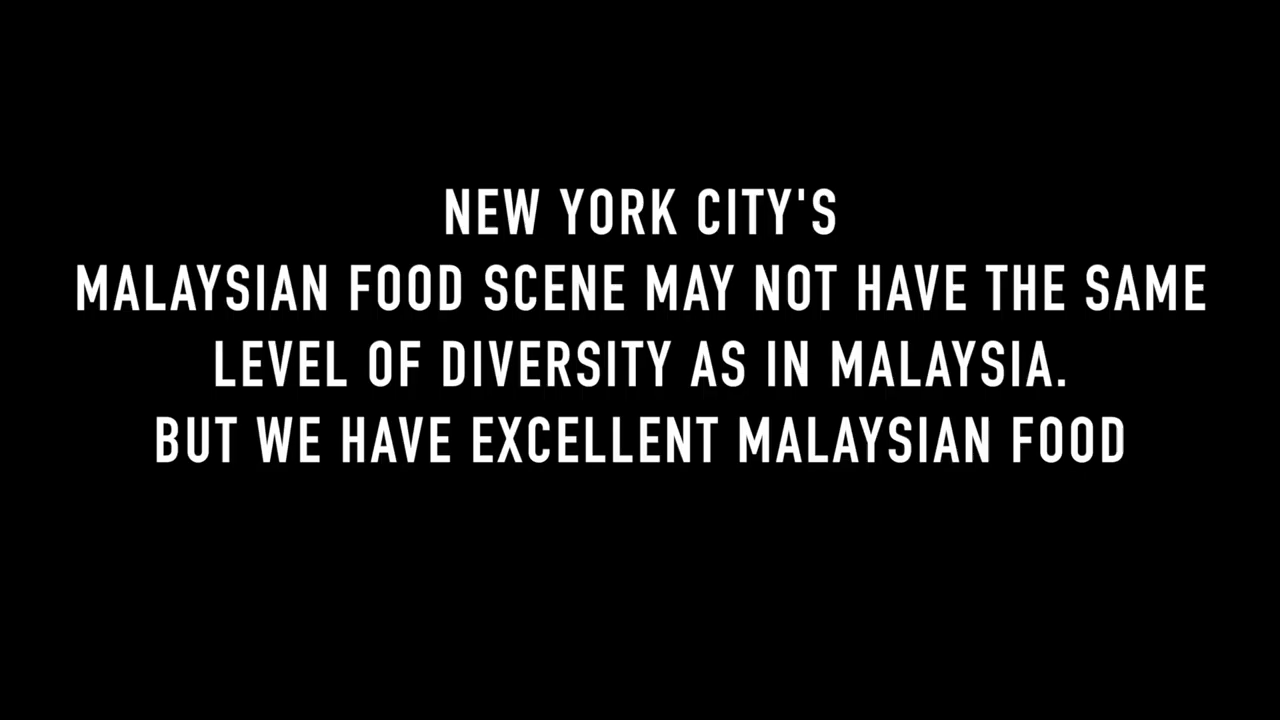 NEW YORK CITY'S
MALAYSIAN FOOD SCENE MAY NOT HAVE THE SAME
LEVEL OF DIVERSITY AS IN MALAYSIA.
BUT WE HAVE EXCELLENT MALAYSIAN FOOD